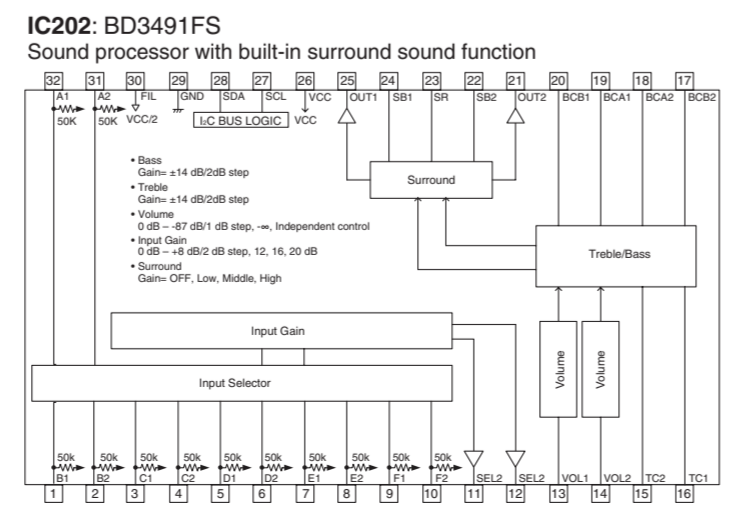 IC202: BD3491FS
Sound processor with built-in surround sound function
32 31 30 29 28 27 26 25 24 23 22 21 20 19 18 17
A1 A2 FIL GND SDA SCL VCC OUT1 SB1 SR SB2 OUT2 BCB1 BCA1 BCA2 BCB2
50K 50K VCC/2 I2C BUS LOGIC VCC
• Bass
Gain= ±14 dB/2dB step
• Treble
Gain= ±14 dB/2dB step
• Volume
0 dB – -87 dB/1 dB step, -∞, Independent control
• Input Gain
0 dB – +8 dB/2 dB step, 12, 16, 20 dB
• Surround
Gain= OFF, Low, Middle, High
Surround
Treble/Bass
Input Gain
Input Selector
Volume
Volume
50k 50k 50k 50k 50k 50k 50k 50k 50k 50k
B1 B2 C1 C2 D1 D2 E1 E2 F1 F2 SEL2 SEL2 VOL1 VOL2 TC2 TC1
1 2 3 4 5 6 7 8 9 10 11 12 13 14 15 16